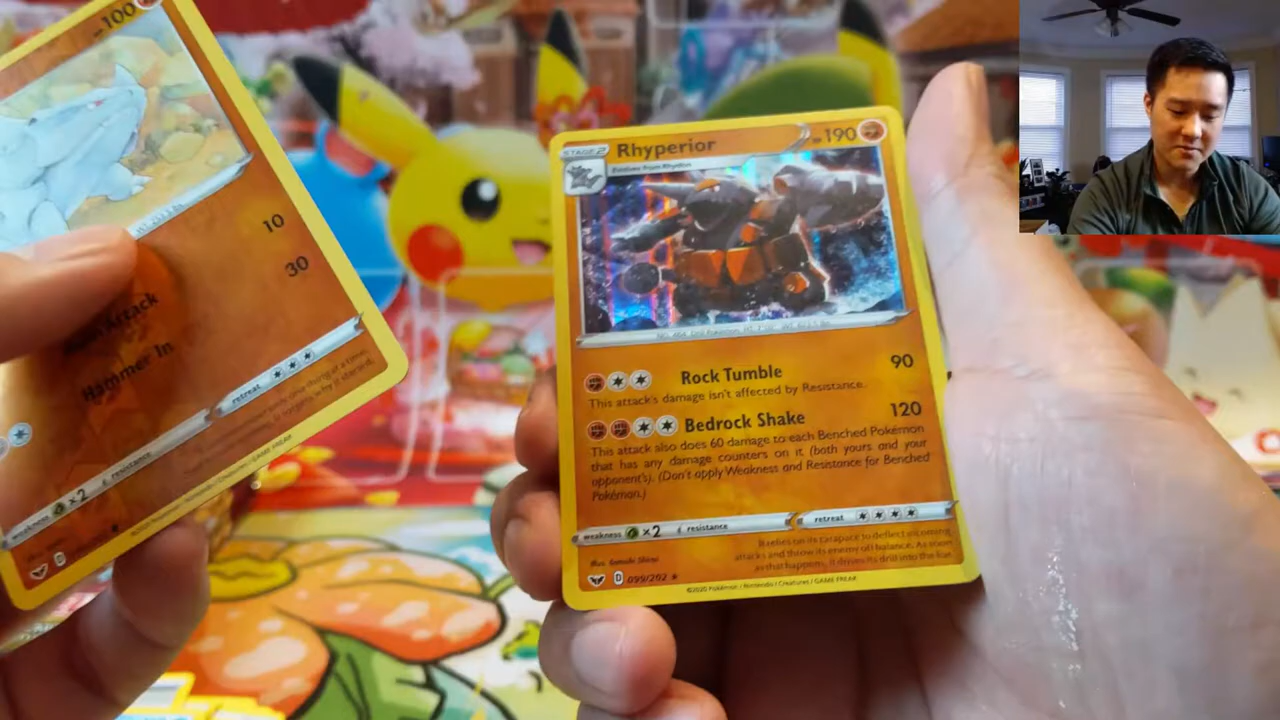 100
10
30
Attack
Hammer In
retreat
resistance
weakness ×2
STAGE 2
Rhyperior
HP 190
Evolves from Rhydon
Rock Tumble 90
This attack's damage isn't affected by Resistance.
Bedrock Shake 120
This attack also does 60 damage to each Benched Pokémon
that has any damage counters on it (both yours and your
opponent's). (Don't apply Weakness and Resistance for Benched
Pokémon.)
weakness ×2 resistance retreat
It relies on its carapace to deflect incoming
attacks and throw its enemy off balance. As soon
as that happens, it drives its drill into the foe.
D 099/202 ★
©2020 Pokémon / Nintendo / Creatures / GAME FREAK